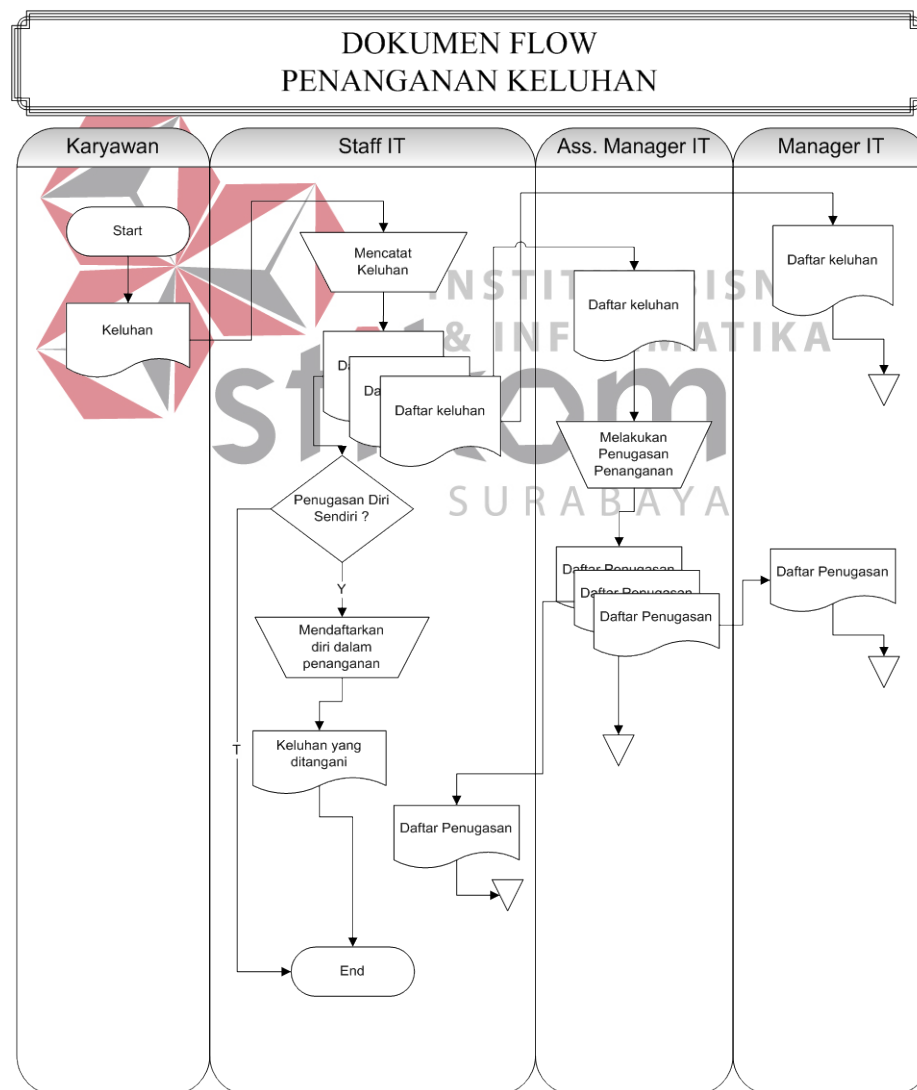 DOKUMEN FLOW
PENANGANAN KELUHAN
Karyawan
Staff IT
Ass. Manager IT
Manager IT
Start
Keluhan
Mencatat
Keluhan
Daftar keluhan
Daftar keluhan
Daftar keluhan
Melakukan
Penugasan
Penanganan
Penugasan Diri
Sendiri ?
Y
T
Mendaftarkan
diri dalam
penanganan
Keluhan yang
ditangani
Daftar Penugasan
Daftar Penugasan
Daftar Penugasan
Daftar Penugasan
Daftar Penugasan
End
& INFORMATIKA
stikom
SURABAYA